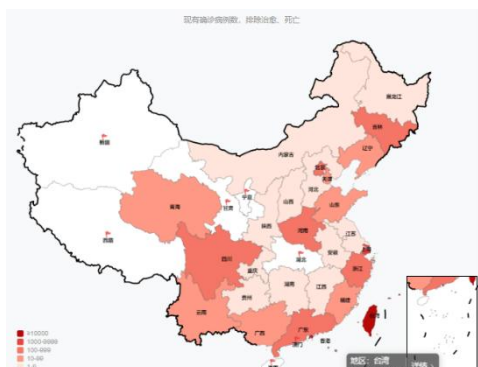 现有确诊病例数，排除治愈、死亡
黑龙江
吉林
辽宁
新疆
内蒙古
北京
天津
河北
山西
山东
宁夏
甘肃
青海
陕西
河南
江苏
安徽
上海
西藏
四川
重庆
湖北
浙江
湖南
江西
贵州
福建
云南
广西
广东
台湾
香港
澳门
≥10000
1000-9999
100-999
10-99
1-9
地区：台湾
详情